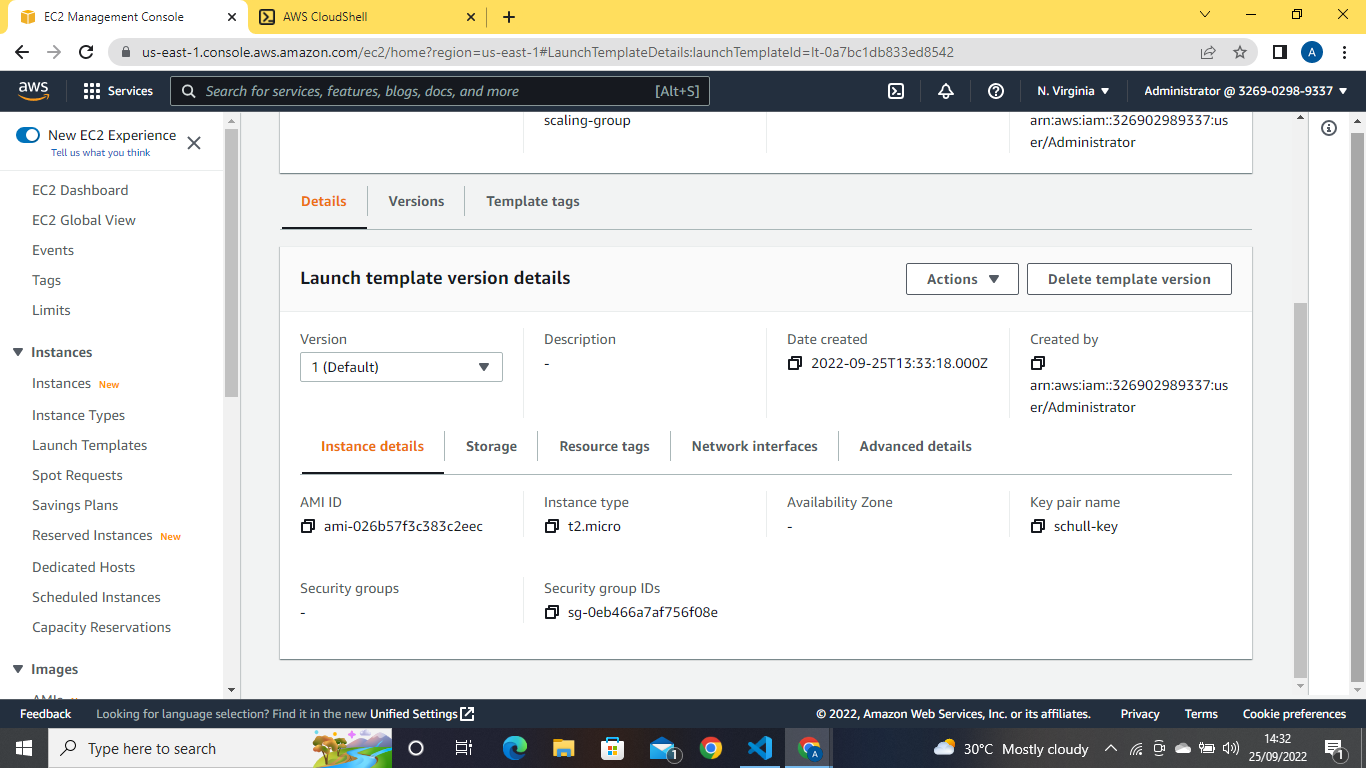 EC2 Management Console
AWS CloudShell
us-east-1.console.aws.amazon.com/ec2/home?region=us-east-1#LaunchTemplateDetails:launchTemplateId=lt-0a7bc1db833ed8542
A
aws
Services
Search for services, features, blogs, docs, and more
[Alt+S]
N. Virginia
Administrator @ 3269-0298-9337
New EC2 Experience
Tell us what you think
EC2 Dashboard
EC2 Global View
Events
Tags
Limits
Instances
Instances New
Instance Types
Launch Templates
Spot Requests
Savings Plans
Reserved Instances New
Dedicated Hosts
Scheduled Instances
Capacity Reservations
Images
scaling-group
arn:aws:iam::326902989337:us
er/Administrator
Details
Versions
Template tags
Launch template version details
Actions
Delete template version
Version
1 (Default)
Description
-
Date created
2022-09-25T13:33:18.000Z
Created by
arn:aws:iam::326902989337:us
er/Administrator
Instance details
Storage
Resource tags
Network interfaces
Advanced details
AMI ID
ami-026b57f3c383c2eec
Instance type
t2.micro
Availability Zone
-
Key pair name
schull-key
Security groups
-
Security group IDs
sg-0eb466a7af756f08e
Feedback
Looking for language selection? Find it in the new Unified Settings
© 2022, Amazon Web Services, Inc. or its affiliates.
Privacy
Terms
Cookie preferences
Type here to search
1
A
30°C Mostly cloudy
14:32
25/09/2022
1